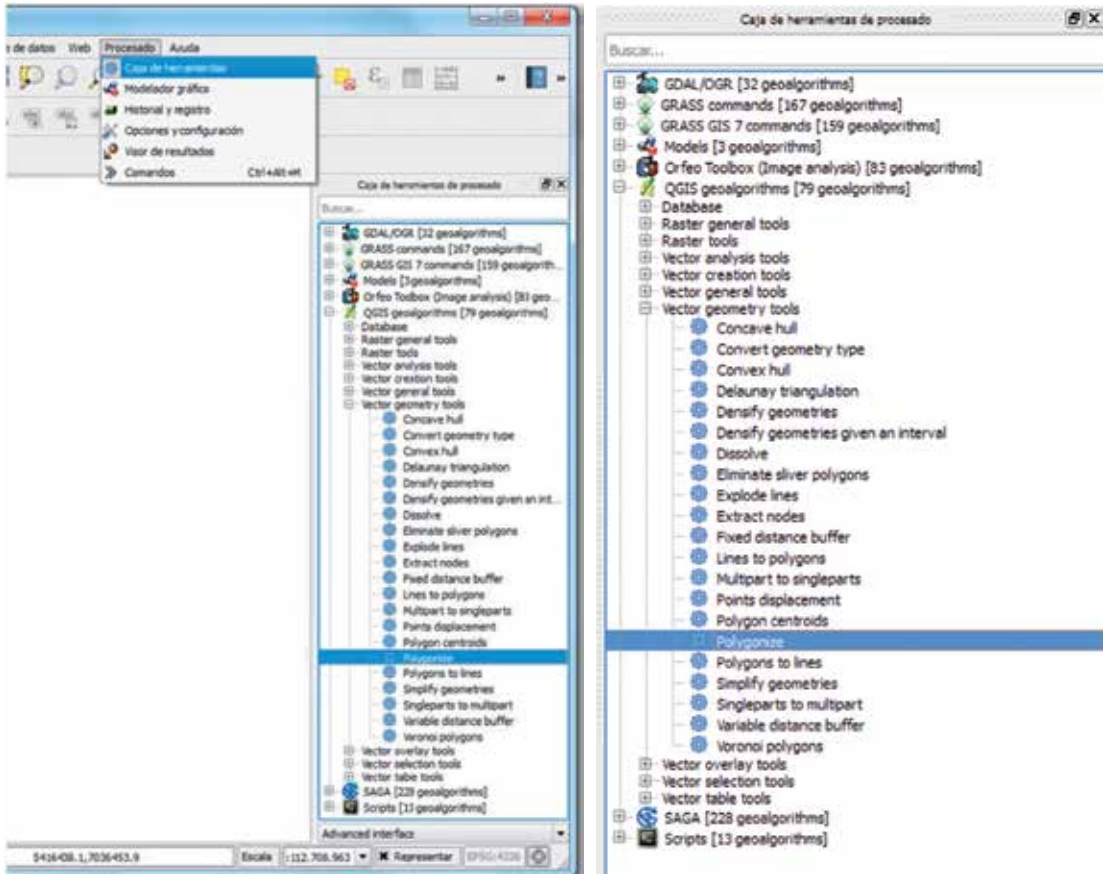 e de datos Web Procesado Ayuda
Caja de herramientas
Modelador gráfico
Historial y registro
Opciones y configuración
Visor de resultados
Comandos Ctrl+Alt+M
Caja de herramientas de procesado
Buscar...
GDAL/OGR [32 geoalgorithms]
GRASS commands [167 geoalgorithms]
GRASS GIS 7 commands [159 geoalgorith...
Models [3 geoalgorithms]
Orfeo Toolbox (Image analysis) [83 geo...
QGIS geoalgorithms [79 geoalgorithms]
Database
Raster general tools
Raster tools
Vector analysis tools
Vector creation tools
Vector general tools
Vector geometry tools
Concave hull
Convert geometry type
Convex hull
Delaunay triangulation
Densify geometries
Densify geometries given an int...
Dissolve
Eliminate sliver polygons
Explode lines
Extract nodes
Fixed distance buffer
Lines to polygons
Multipart to singleparts
Points displacement
Polygon centroids
Polygonize
Polygons to lines
Simplify geometries
Singleparts to multipart
Variable distance buffer
Voronoi polygons
Vector overlay tools
Vector selection tools
Vector table tools
SAGA [228 geoalgorithms]
Scripts [13 geoalgorithms]
Advanced interface
5416408.1,7036453.9 Escala :112.708.963 Representar EPSG:4326
Caja de herramientas de procesado
Buscar...
GDAL/OGR [32 geoalgorithms]
GRASS commands [167 geoalgorithms]
GRASS GIS 7 commands [159 geoalgorithms]
Models [3 geoalgorithms]
Orfeo Toolbox (Image analysis) [83 geoalgorithms]
QGIS geoalgorithms [79 geoalgorithms]
Database
Raster general tools
Raster tools
Vector analysis tools
Vector creation tools
Vector general tools
Vector geometry tools
Concave hull
Convert geometry type
Convex hull
Delaunay triangulation
Densify geometries
Densify geometries given an interval
Dissolve
Eliminate sliver polygons
Explode lines
Extract nodes
Fixed distance buffer
Lines to polygons
Multipart to singleparts
Points displacement
Polygon centroids
Polygonize
Polygons to lines
Simplify geometries
Singleparts to multipart
Variable distance buffer
Voronoi polygons
Vector overlay tools
Vector selection tools
Vector table tools
SAGA [228 geoalgorithms]
Scripts [13 geoalgorithms]